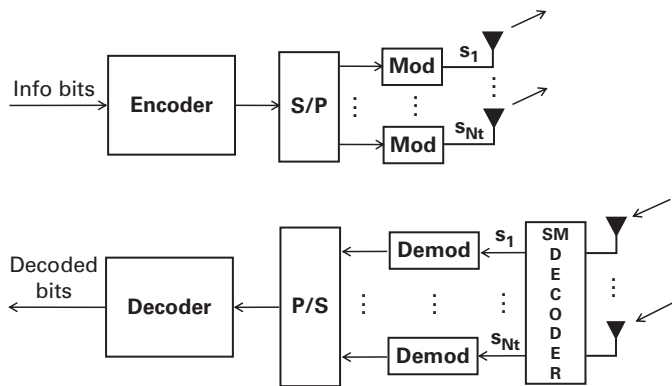 Info bits
Encoder
S/P
Mod
s1
Mod
sNt
Decoded
bits
Decoder
P/S
Demod
s1
Demod
sNt
SM
D
E
C
O
D
E
R